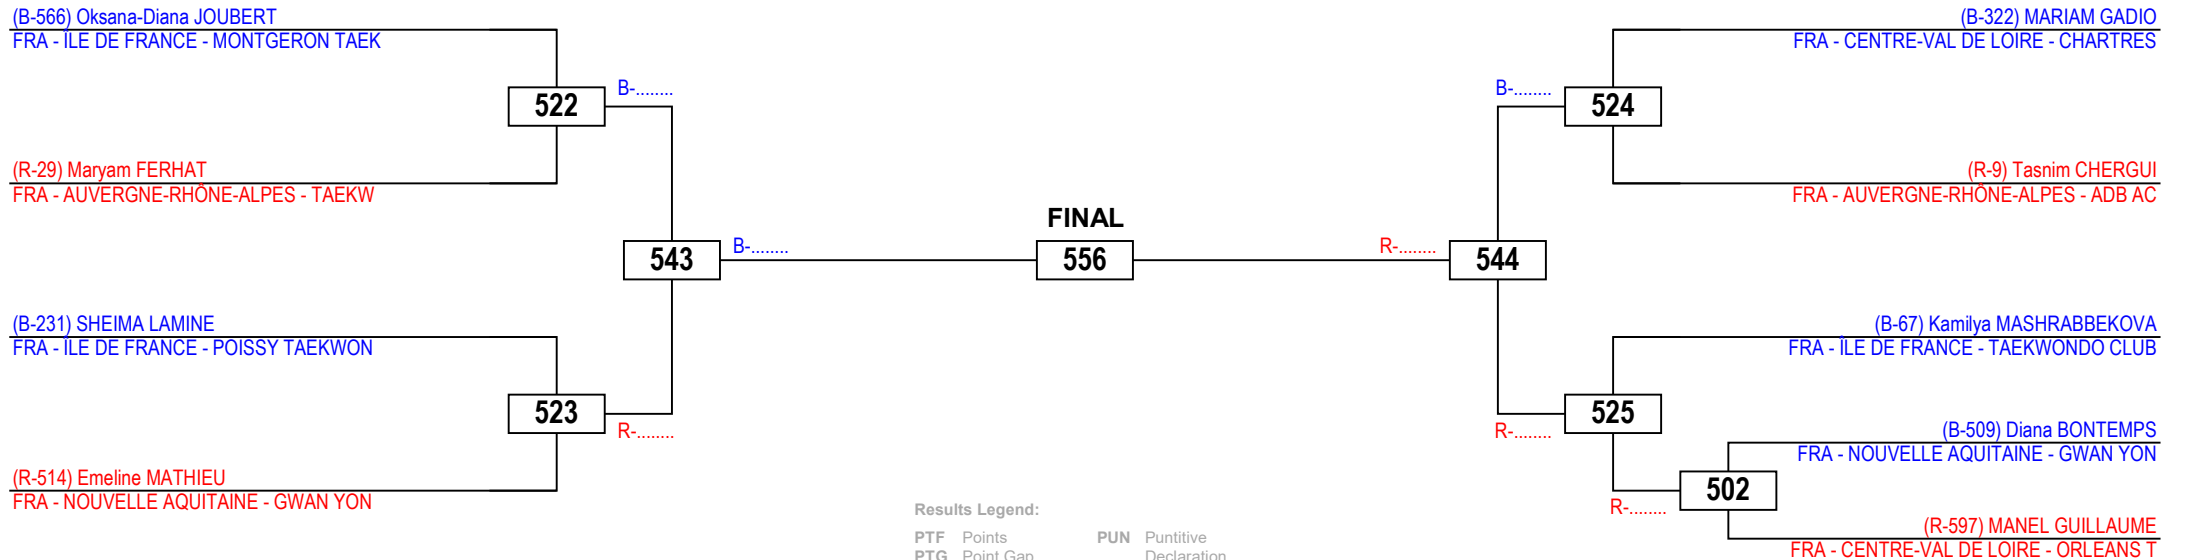 (B-566) Oksana-Diana JOUBERT
FRA - ÎLE DE FRANCE - MONTGERON TAEK
522
B-........
(R-29) Maryam FERHAT
FRA - AUVERGNE-RHÔNE-ALPES - TAEKW
543
B-........
(B-231) SHEIMA LAMINE
FRA - ÎLE DE FRANCE - POISSY TAEKWON
523
R-........
(R-514) Emeline MATHIEU
FRA - NOUVELLE AQUITAINE - GWAN YON
FINAL
556
(B-322) MARIAM GADIO
FRA - CENTRE-VAL DE LOIRE - CHARTRES
B-........
524
(R-9) Tasnim CHERGUI
FRA - AUVERGNE-RHÔNE-ALPES - ADB AC
R-........
544
(B-67) Kamilya MASHRABBEKOVA
FRA - ÎLE DE FRANCE - TAEKWONDO CLUB
525
R-........
(B-509) Diana BONTEMPS
FRA - NOUVELLE AQUITAINE - GWAN YON
502
R-........
(R-597) MANEL GUILLAUME
FRA - CENTRE-VAL DE LOIRE - ORLEANS T
Results Legend:
PTF Points PUN Puntitive
PTG Point Gap Declaration